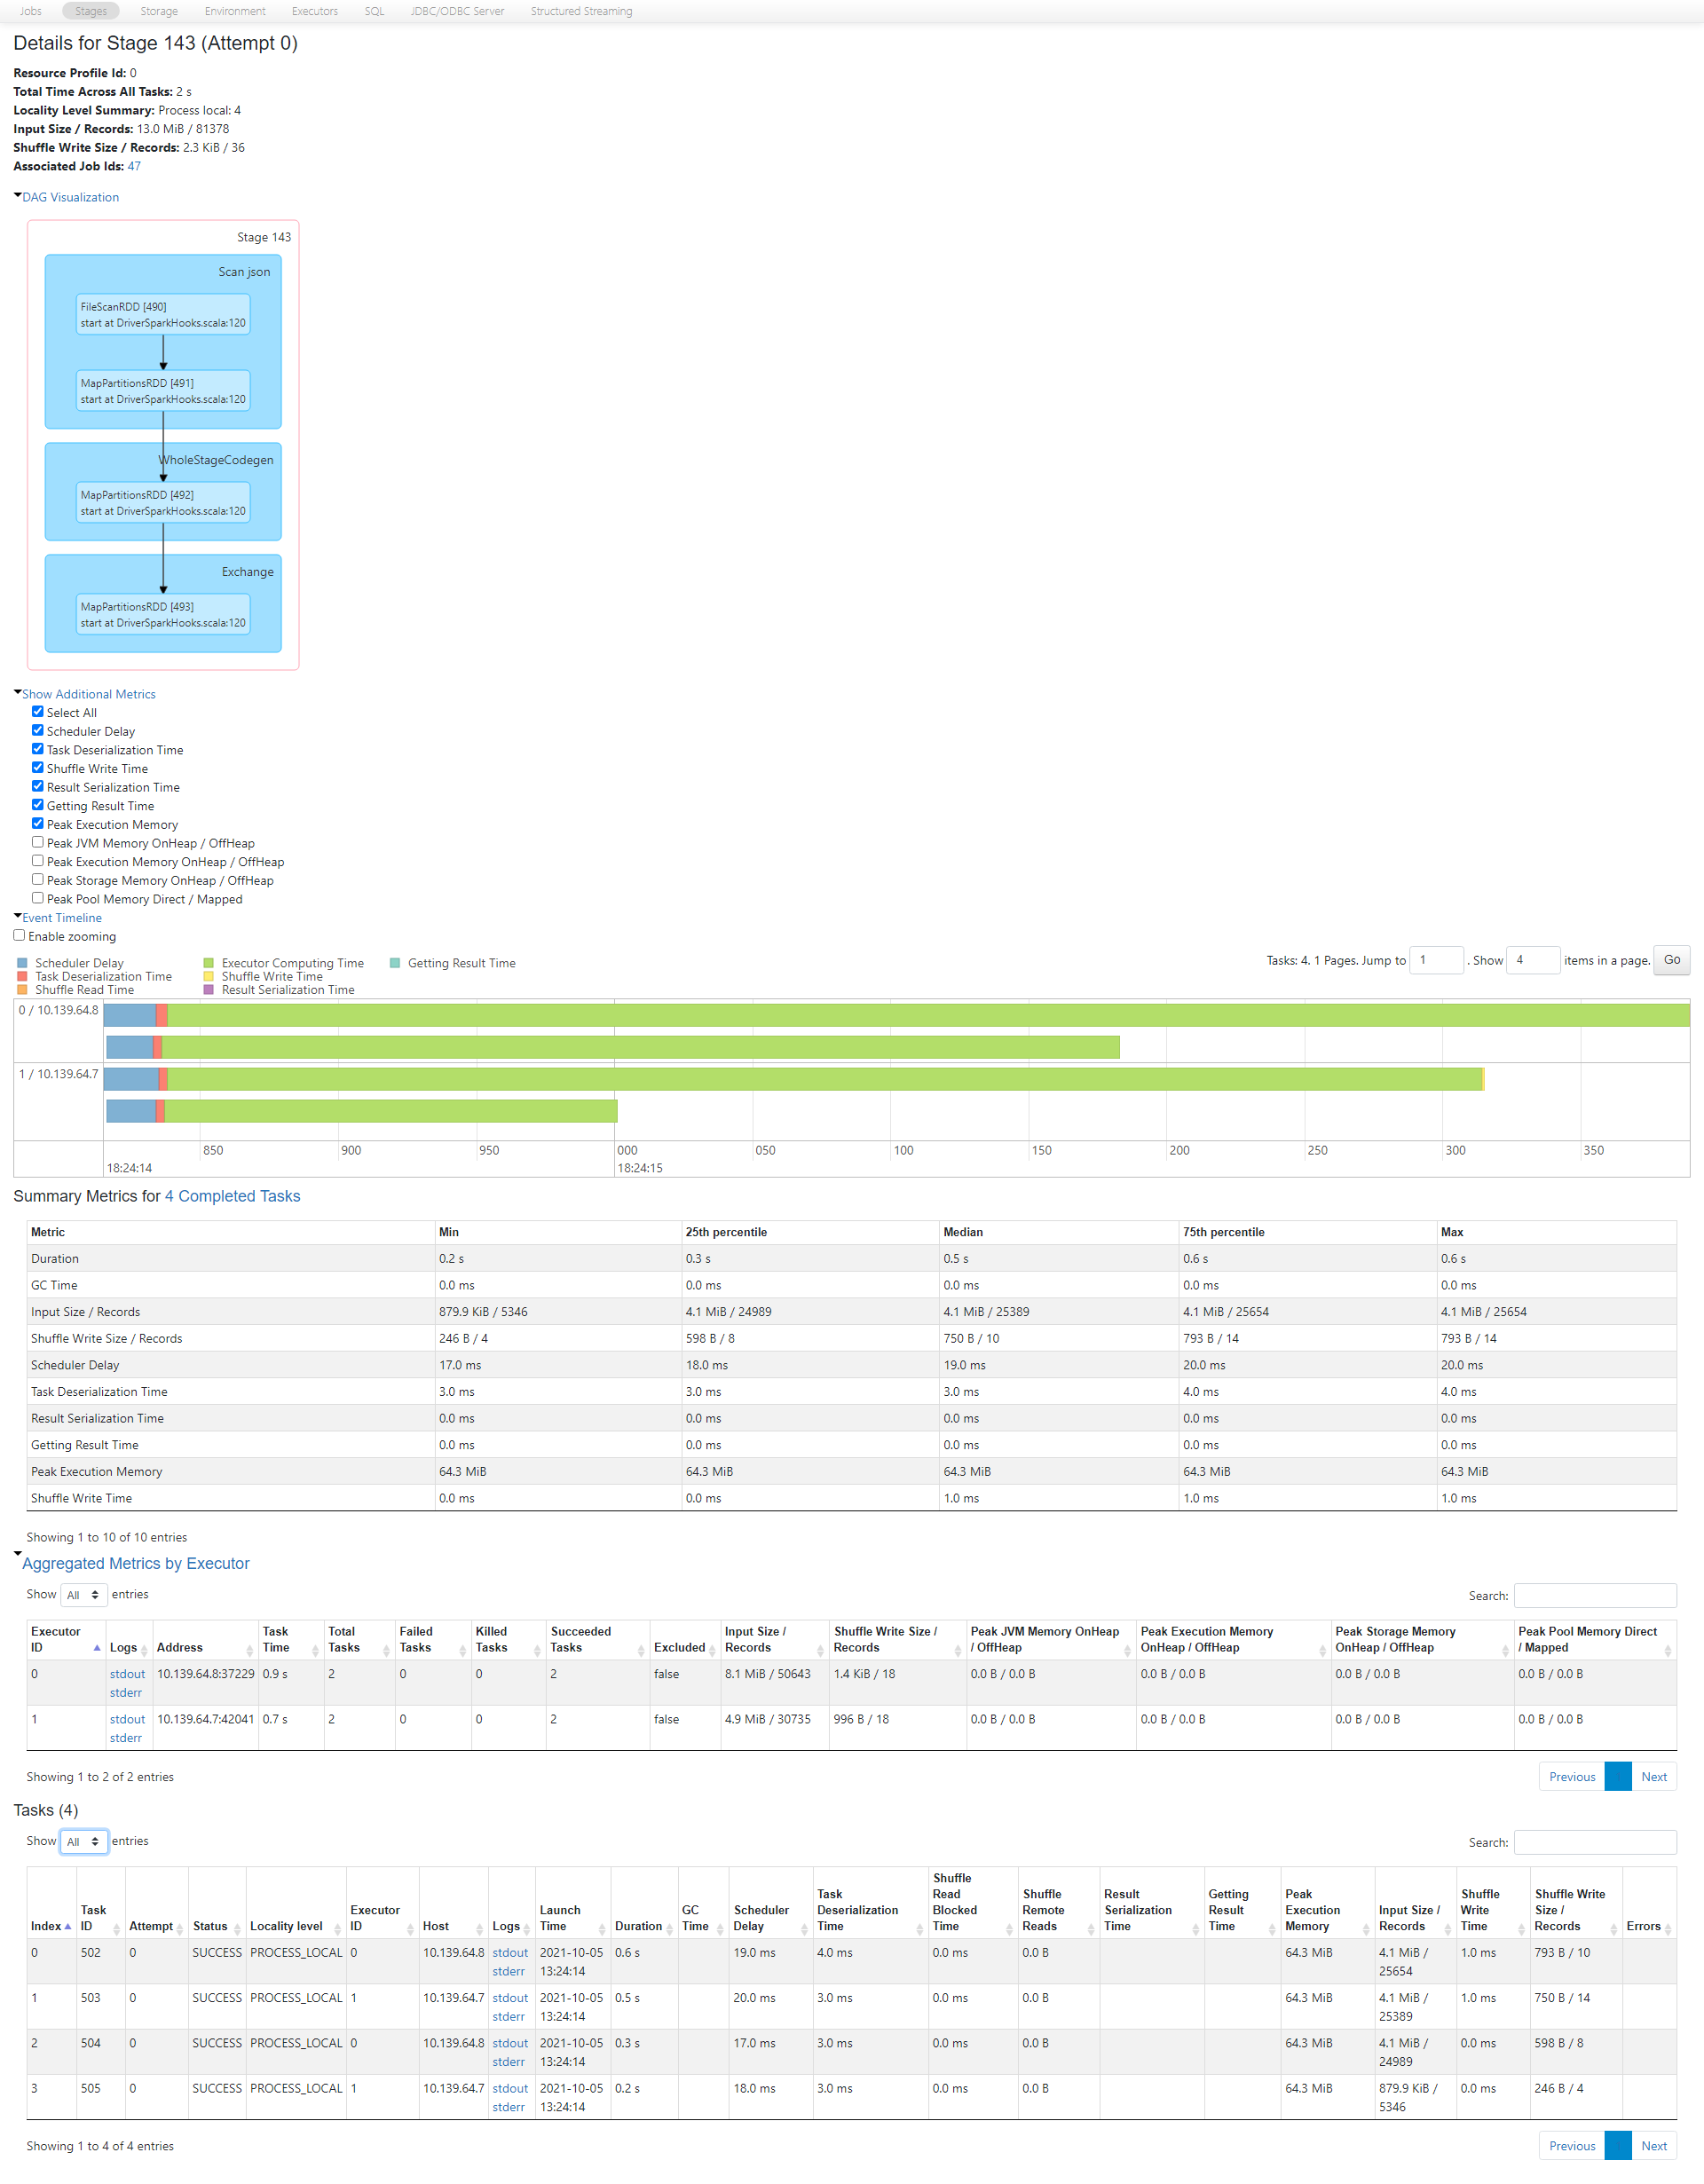 Jobs Stages Storage Environment Executors SQL JDBC/ODBC Server Structured Streaming
Details for Stage 143 (Attempt 0)
Resource Profile Id: 0
Total Time Across All Tasks: 2 s
Locality Level Summary: Process local: 4
Input Size / Records: 13.0 MiB / 81378
Shuffle Write Size / Records: 2.3 KiB / 36
Associated Job Ids: 47
DAG Visualization
Stage 143
Scan json
FileScanRDD [490]
start at DriverSparkHooks.scala:120
MapPartitionsRDD [491]
start at DriverSparkHooks.scala:120
WholeStageCodegen
MapPartitionsRDD [492]
start at DriverSparkHooks.scala:120
Exchange
MapPartitionsRDD [493]
start at DriverSparkHooks.scala:120
Show Additional Metrics
Select All
Scheduler Delay
Task Deserialization Time
Shuffle Write Time
Result Serialization Time
Getting Result Time
Peak Execution Memory
Peak JVM Memory OnHeap / OffHeap
Peak Execution Memory OnHeap / OffHeap
Peak Storage Memory OnHeap / OffHeap
Peak Pool Memory Direct / Mapped
Event Timeline
Enable zooming
Tasks: 4. 1 Pages. Jump to 1 . Show 4 items in a page. Go
Scheduler Delay Executor Computing Time Getting Result Time
Task Deserialization Time Shuffle Write Time
Shuffle Read Time Result Serialization Time
0 / 10.139.64.8
1 / 10.139.64.7
850 900 950 000 050 100 150 200 250 300 350
18:24:14 18:24:15
Summary Metrics for 4 Completed Tasks
Metric Min 25th percentile Median 75th percentile Max
Duration 0.2 s 0.3 s 0.5 s 0.6 s 0.6 s
GC Time 0.0 ms 0.0 ms 0.0 ms 0.0 ms 0.0 ms
Input Size / Records 879.9 KiB / 5346 4.1 MiB / 24989 4.1 MiB / 25389 4.1 MiB / 25654 4.1 MiB / 25654
Shuffle Write Size / Records 246 B / 4 598 B / 8 750 B / 10 793 B / 14 793 B / 14
Scheduler Delay 17.0 ms 18.0 ms 19.0 ms 20.0 ms 20.0 ms
Task Deserialization Time 3.0 ms 3.0 ms 3.0 ms 4.0 ms 4.0 ms
Result Serialization Time 0.0 ms 0.0 ms 0.0 ms 0.0 ms 0.0 ms
Getting Result Time 0.0 ms 0.0 ms 0.0 ms 0.0 ms 0.0 ms
Peak Execution Memory 64.3 MiB 64.3 MiB 64.3 MiB 64.3 MiB 64.3 MiB
Shuffle Write Time 0.0 ms 0.0 ms 1.0 ms 1.0 ms 1.0 ms
Showing 1 to 10 of 10 entries
Aggregated Metrics by Executor
Show All entries Search:
Executor ID Logs Address Task Time Total Tasks Failed Tasks Killed Tasks Succeeded Tasks Excluded Input Size / Records Shuffle Write Size / Records Peak JVM Memory OnHeap / OffHeap Peak Execution Memory OnHeap / OffHeap Peak Storage Memory OnHeap / OffHeap Peak Pool Memory Direct / Mapped
0 stdout 10.139.64.8:37229 0.9 s 2 0 0 2 false 8.1 MiB / 50643 1.4 KiB / 18 0.0 B / 0.0 B 0.0 B / 0.0 B 0.0 B / 0.0 B 0.0 B / 0.0 B
stderr
1 stdout 10.139.64.7:42041 0.7 s 2 0 0 2 false 4.9 MiB / 30735 996 B / 18 0.0 B / 0.0 B 0.0 B / 0.0 B 0.0 B / 0.0 B 0.0 B / 0.0 B
stderr
Showing 1 to 2 of 2 entries Previous Next
Tasks (4)
Show All entries Search:
Index Task ID Attempt Status Locality level Executor ID Host Logs Launch Time Duration GC Time Scheduler Delay Task Deserialization Time Shuffle Read Blocked Time Shuffle Remote Reads Result Serialization Time Getting Result Time Peak Execution Memory Input Size / Records Shuffle Write Time Shuffle Write Size / Records Errors
0 502 0 SUCCESS PROCESS_LOCAL 0 10.139.64.8 stdout 2021-10-05 0.6 s 19.0 ms 4.0 ms 0.0 ms 0.0 B 64.3 MiB 4.1 MiB / 1.0 ms 793 B / 10
stderr 13:24:14 25654
1 503 0 SUCCESS PROCESS_LOCAL 1 10.139.64.7 stdout 2021-10-05 0.5 s 20.0 ms 3.0 ms 0.0 ms 0.0 B 64.3 MiB 4.1 MiB / 1.0 ms 750 B / 14
stderr 13:24:14 25389
2 504 0 SUCCESS PROCESS_LOCAL 0 10.139.64.8 stdout 2021-10-05 0.3 s 17.0 ms 3.0 ms 0.0 ms 0.0 B 64.3 MiB 4.1 MiB / 0.0 ms 598 B / 8
stderr 13:24:14 24989
3 505 0 SUCCESS PROCESS_LOCAL 1 10.139.64.7 stdout 2021-10-05 0.2 s 18.0 ms 3.0 ms 0.0 ms 0.0 B 64.3 MiB 879.9 KiB / 0.0 ms 246 B / 4
stderr 13:24:14 5346
Showing 1 to 4 of 4 entries Previous Next